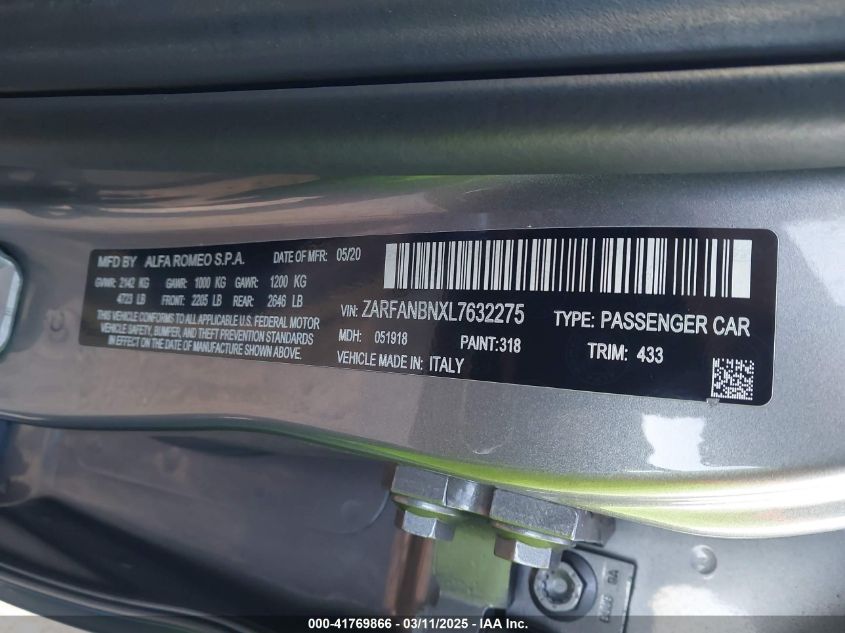 MFD BY ALFA ROMEO S.P.A. DATE OF MFR: 05/20
GVWR: 2142 KG GAWR: 1000 KG GAWR: 1200 KG
4723 LB FRONT: 2205 LB REAR: 2646 LB
THIS VEHICLE CONFORMS TO ALL APPLICABLE U.S. FEDERAL MOTOR
VEHICLE SAFETY, BUMPER, AND THEFT PREVENTION STANDARDS
IN EFFECT ON THE DATE OF MANUFACTURE SHOWN ABOVE.
VIN: ZARFANBNXL7632275 TYPE: PASSENGER CAR
MDH: 051918 PAINT:318 TRIM: 433
VEHICLE MADE IN: ITALY
000-41769866 - 03/11/2025 - IAA Inc.